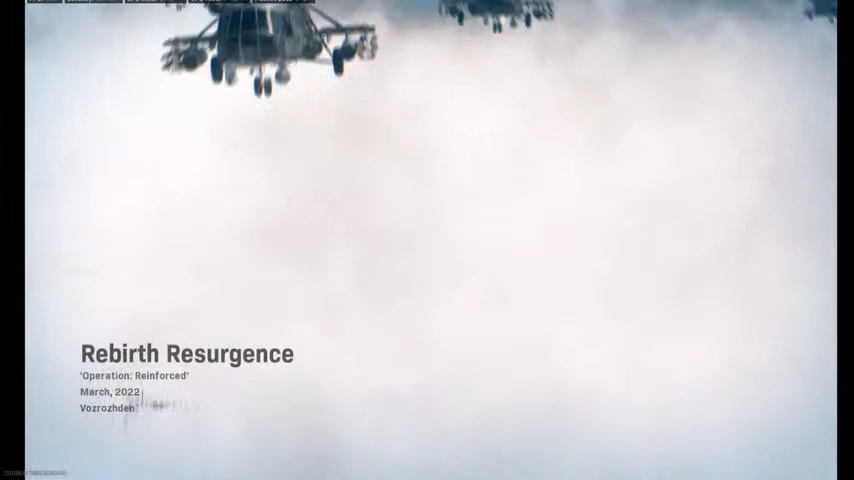 Rebirth Resurgence
'Operation: Reinforced'
March, 2022
Vozrozhden